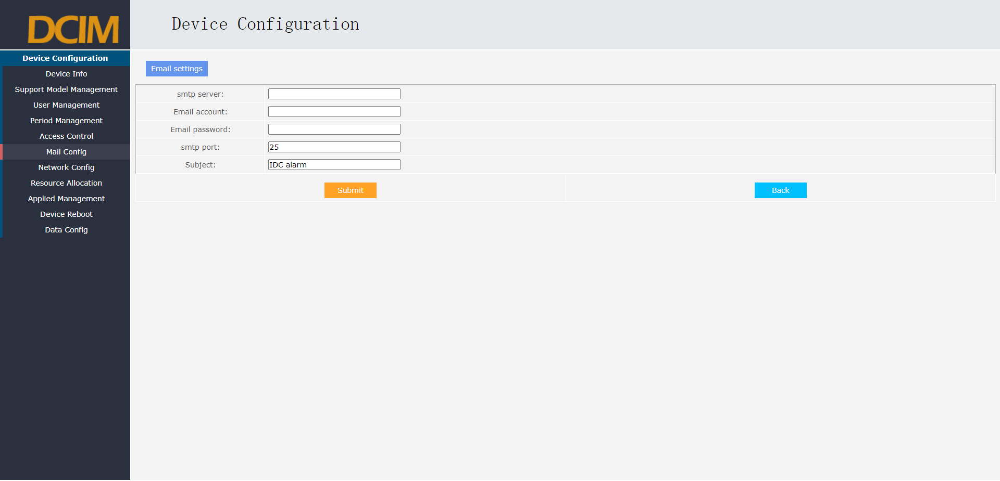 DCIM
Device Configuration
Device Configuration
Device Info
Support Model Management
User Management
Period Management
Access Control
Mail Config
Network Config
Resource Allocation
Applied Management
Device Reboot
Data Config
Email settings
smtp server:
Email account:
Email password:
smtp port: 25
Subject: IDC alarm
Submit Back